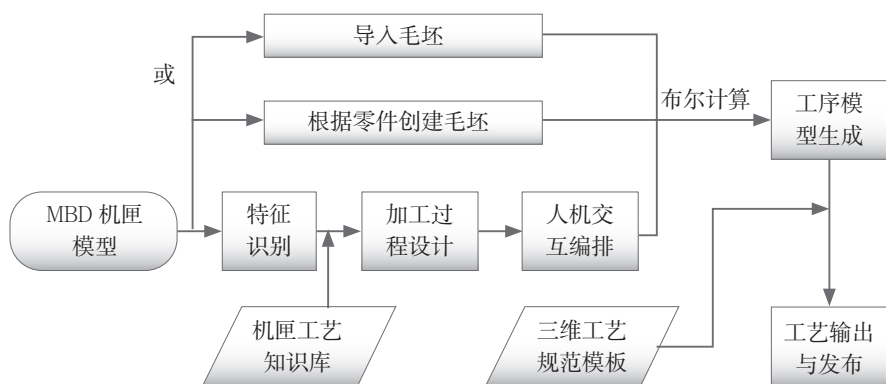 导入毛坯
或
根据零件创建毛坯
布尔计算
工序模
型生成
MBD 机匣
模型
特征
识别
加工过
程设计
人机交
互编排
机匣工艺
知识库
三维工艺
规范模板
工艺输出
与发布